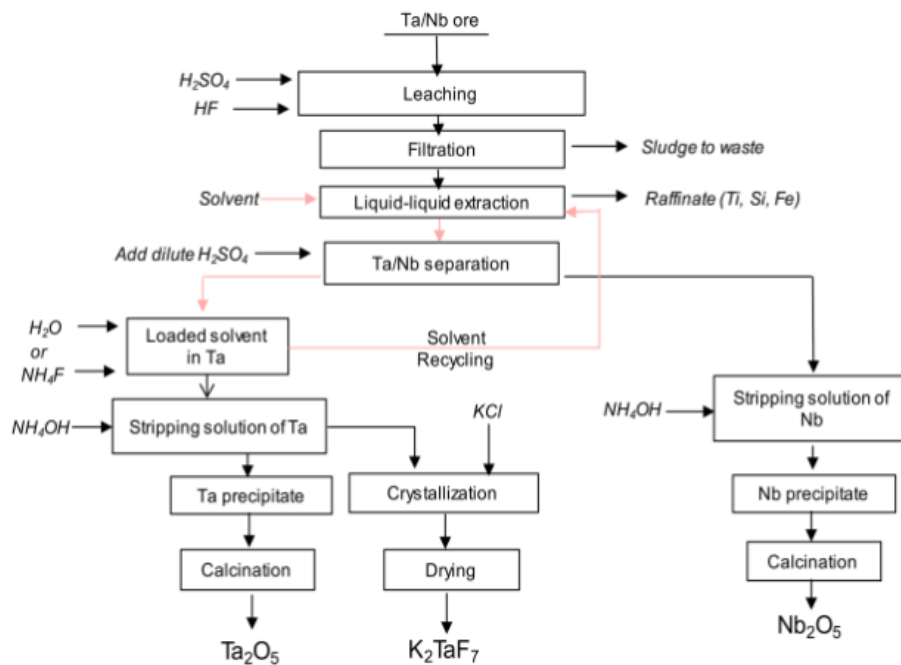 Ta/Nb ore
H₂SO₄
HF
Leaching
Filtration
Sludge to waste
Solvent
Liquid-liquid extraction
Raffinate (Ti, Si, Fe)
Add dilute H₂SO₄
Ta/Nb separation
H₂O
or
NH₄F
Loaded solvent
in Ta
Solvent
Recycling
NH₄OH
Stripping solution of Ta
KCl
NH₄OH
Stripping solution of
Nb
Ta precipitate
Crystallization
Nb precipitate
Calcination
Drying
Calcination
Ta₂O₅
K₂TaF₇
Nb₂O₅